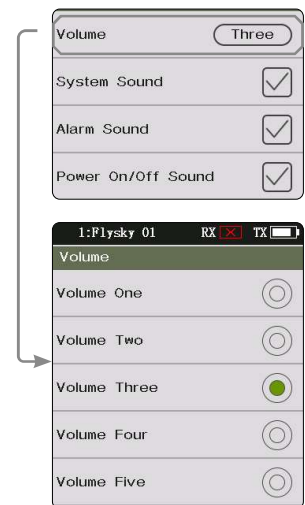 Volume Three
System Sound
Alarm Sound
Power On/Off Sound
1:Flysky 01 RX TX
Volume
Volume One
Volume Two
Volume Three
Volume Four
Volume Five